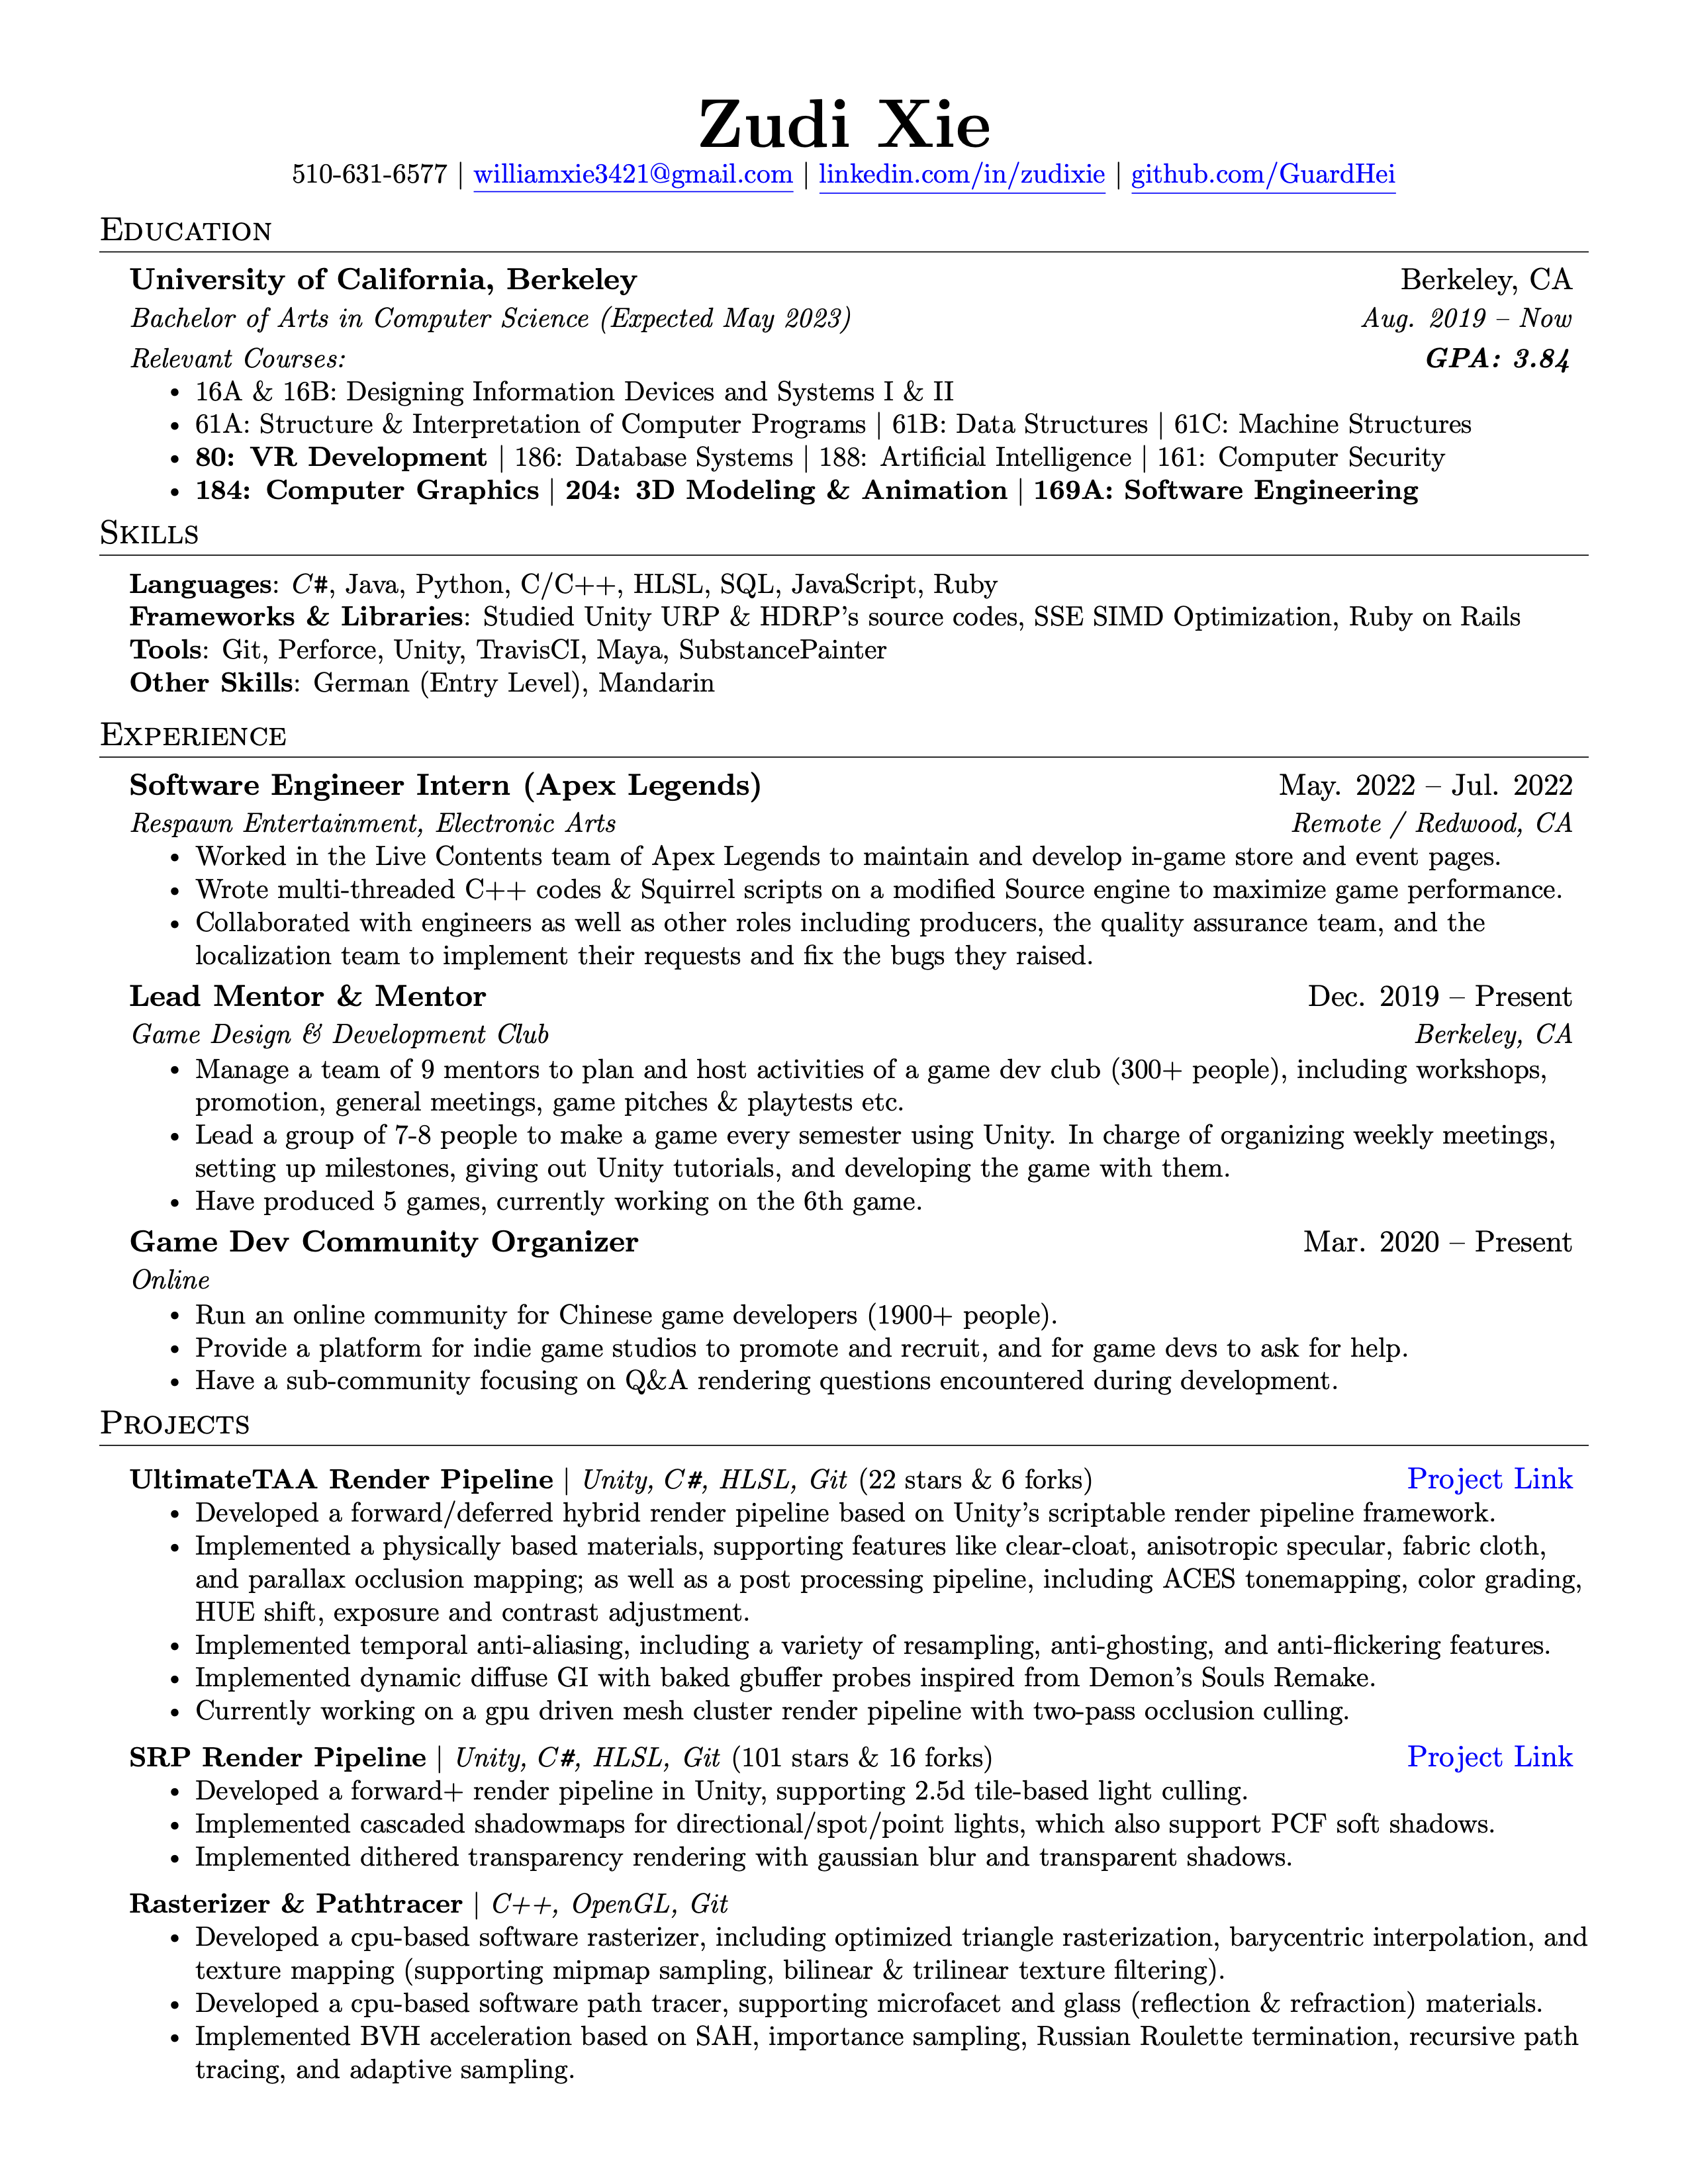 Zudi Xie
510-631-6577 | williamxie3421@gmail.com | linkedin.com/in/zudixie | github.com/GuardHei
Education
University of California, Berkeley Berkeley, CA
Bachelor of Arts in Computer Science (Expected May 2023) Aug. 2019 – Now
Relevant Courses: GPA: 3.84
• 16A & 16B: Designing Information Devices and Systems I & II
• 61A: Structure & Interpretation of Computer Programs | 61B: Data Structures | 61C: Machine Structures
• 80: VR Development | 186: Database Systems | 188: Artificial Intelligence | 161: Computer Security
• 184: Computer Graphics | 204: 3D Modeling & Animation | 169A: Software Engineering
Skills
Languages: C#, Java, Python, C/C++, HLSL, SQL, JavaScript, Ruby
Frameworks & Libraries: Studied Unity URP & HDRP's source codes, SSE SIMD Optimization, Ruby on Rails
Tools: Git, Perforce, Unity, TravisCI, Maya, SubstancePainter
Other Skills: German (Entry Level), Mandarin
Experience
Software Engineer Intern (Apex Legends) May. 2022 – Jul. 2022
Respawn Entertainment, Electronic Arts Remote / Redwood, CA
• Worked in the Live Contents team of Apex Legends to maintain and develop in-game store and event pages.
• Wrote multi-threaded C++ codes & Squirrel scripts on a modified Source engine to maximize game performance.
• Collaborated with engineers as well as other roles including producers, the quality assurance team, and the
localization team to implement their requests and fix the bugs they raised.
Lead Mentor & Mentor Dec. 2019 – Present
Game Design & Development Club Berkeley, CA
• Manage a team of 9 mentors to plan and host activities of a game dev club (300+ people), including workshops,
promotion, general meetings, game pitches & playtests etc.
• Lead a group of 7-8 people to make a game every semester using Unity. In charge of organizing weekly meetings,
setting up milestones, giving out Unity tutorials, and developing the game with them.
• Have produced 5 games, currently working on the 6th game.
Game Dev Community Organizer Mar. 2020 – Present
Online
• Run an online community for Chinese game developers (1900+ people).
• Provide a platform for indie game studios to promote and recruit, and for game devs to ask for help.
• Have a sub-community focusing on Q&A rendering questions encountered during development.
Projects
UltimateTAA Render Pipeline | Unity, C#, HLSL, Git (22 stars & 6 forks) Project Link
• Developed a forward/deferred hybrid render pipeline based on Unity's scriptable render pipeline framework.
• Implemented a physically based materials, supporting features like clear-cloat, anisotropic specular, fabric cloth,
and parallax occlusion mapping; as well as a post processing pipeline, including ACES tonemapping, color grading,
HUE shift, exposure and contrast adjustment.
• Implemented temporal anti-aliasing, including a variety of resampling, anti-ghosting, and anti-flickering features.
• Implemented dynamic diffuse GI with baked gbuffer probes inspired from Demon's Souls Remake.
• Currently working on a gpu driven mesh cluster render pipeline with two-pass occlusion culling.
SRP Render Pipeline | Unity, C#, HLSL, Git (101 stars & 16 forks) Project Link
• Developed a forward+ render pipeline in Unity, supporting 2.5d tile-based light culling.
• Implemented cascaded shadowmaps for directional/spot/point lights, which also support PCF soft shadows.
• Implemented dithered transparency rendering with gaussian blur and transparent shadows.
Rasterizer & Pathtracer | C++, OpenGL, Git
• Developed a cpu-based software rasterizer, including optimized triangle rasterization, barycentric interpolation, and
texture mapping (supporting mipmap sampling, bilinear & trilinear texture filtering).
• Developed a cpu-based software path tracer, supporting microfacet and glass (reflection & refraction) materials.
• Implemented BVH acceleration based on SAH, importance sampling, Russian Roulette termination, recursive path
tracing, and adaptive sampling.